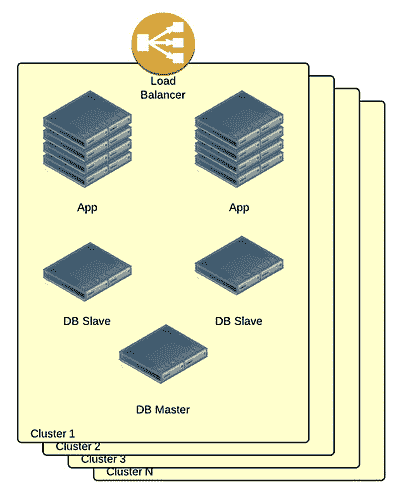 Load
Balancer
App
App
DB Slave
DB Slave
DB Master
Cluster 1
Cluster 2
Cluster 3
Cluster N